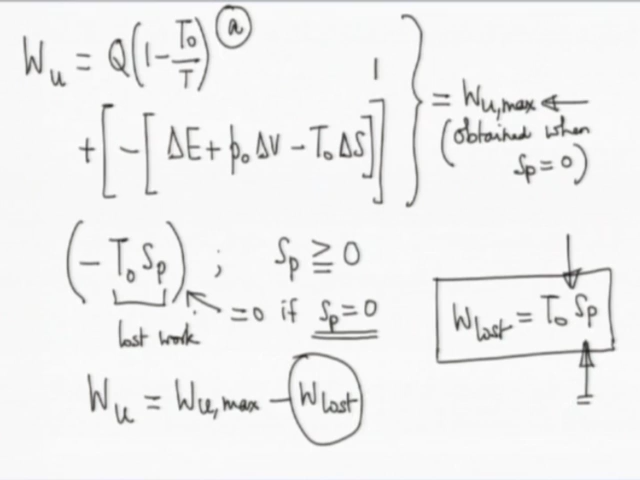 W_u = Q(1 - T_0/T) (a)
+ [ - [ ΔE + p_0 ΔV - T_0 ΔS ] ] } = W_u,max ←
(obtained when
S_p = 0)
( - T_0 S_p ) ; S_p ≥ 0
lost work = 0 if S_p = 0
W_lost = T_0 S_p
W_u = W_u,max - W_lost